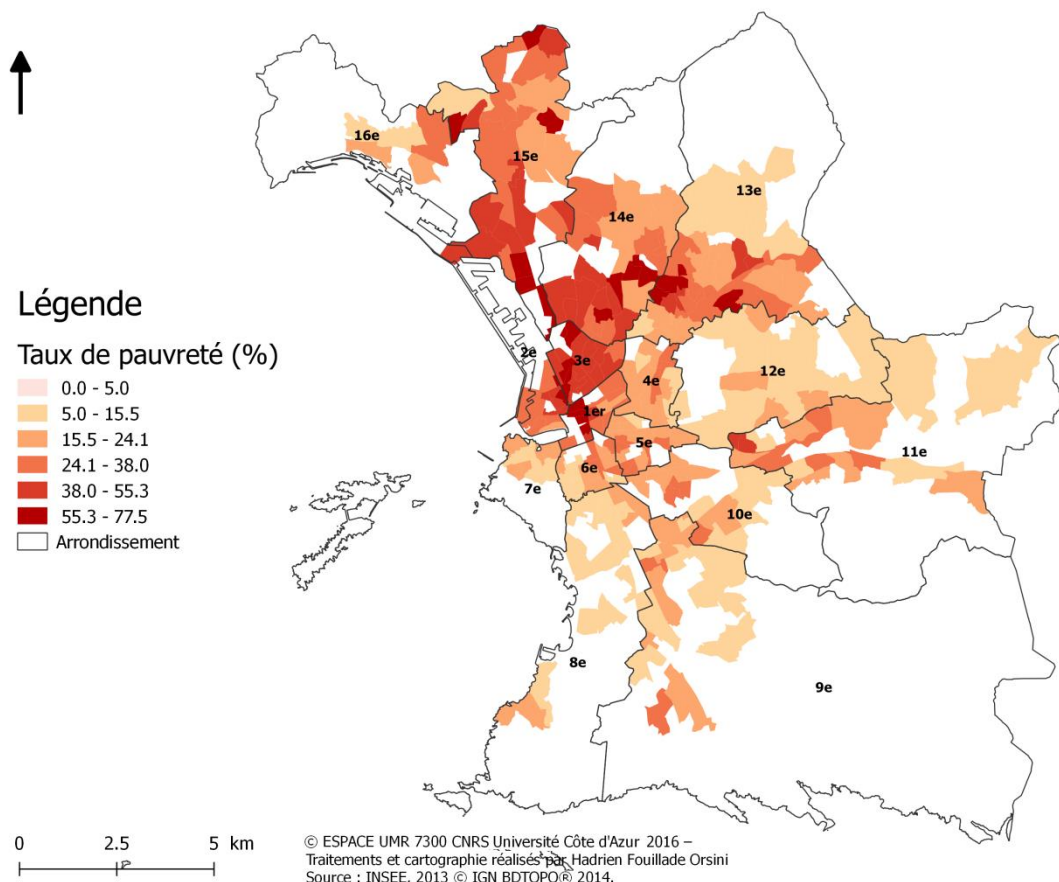 16e
15e
13e
14e
Légende
Taux de pauvreté (%)
0.0 - 5.0
5.0 - 15.5
15.5 - 24.1
24.1 - 38.0
38.0 - 55.3
55.3 - 77.5
Arrondissement
2e
3e
12e
4e
1er
5e
11e
6e
7e
10e
8e
9e
0 2.5 5 km
© ESPACE UMR 7300 CNRS Université Côte d'Azur 2016 –
Traitements et cartographie réalisés par Hadrien Fouillade Orsini
Source : INSEE, 2013 © IGN BDTOPO® 2014.